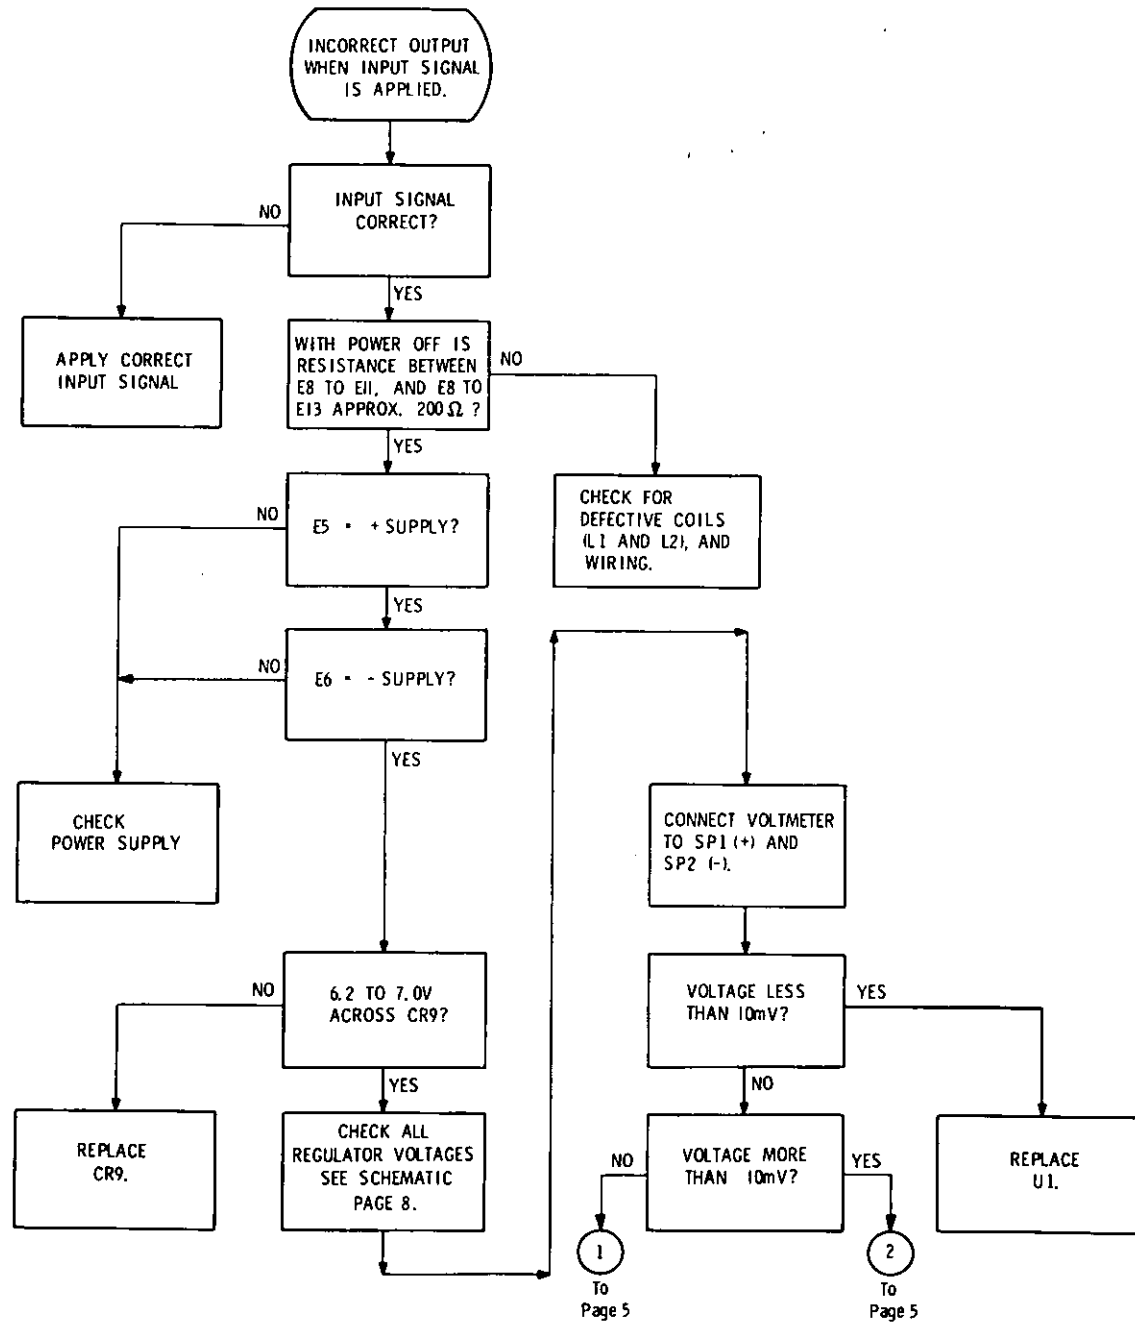 INCORRECT OUTPUT
WHEN INPUT SIGNAL
IS APPLIED.
INPUT SIGNAL
CORRECT?
NO
YES
APPLY CORRECT
INPUT SIGNAL
WITH POWER OFF IS
RESISTANCE BETWEEN
E8 TO E11, AND E8 TO
E13 APPROX. 200Ω ?
NO
YES
CHECK FOR
DEFECTIVE COILS
(L1 AND L2), AND
WIRING.
E5 = + SUPPLY?
NO
YES
E6 = - SUPPLY?
NO
YES
CHECK
POWER SUPPLY
6.2 TO 7.0V
ACROSS CR9?
NO
YES
REPLACE
CR9.
CHECK ALL
REGULATOR VOLTAGES
SEE SCHEMATIC
PAGE 8.
CONNECT VOLTMETER
TO SP1 (+) AND
SP2 (-).
VOLTAGE LESS
THAN 10mV?
YES
NO
REPLACE
U1.
VOLTAGE MORE
THAN 10mV?
NO
YES
1
To
Page 5
2
To
Page 5